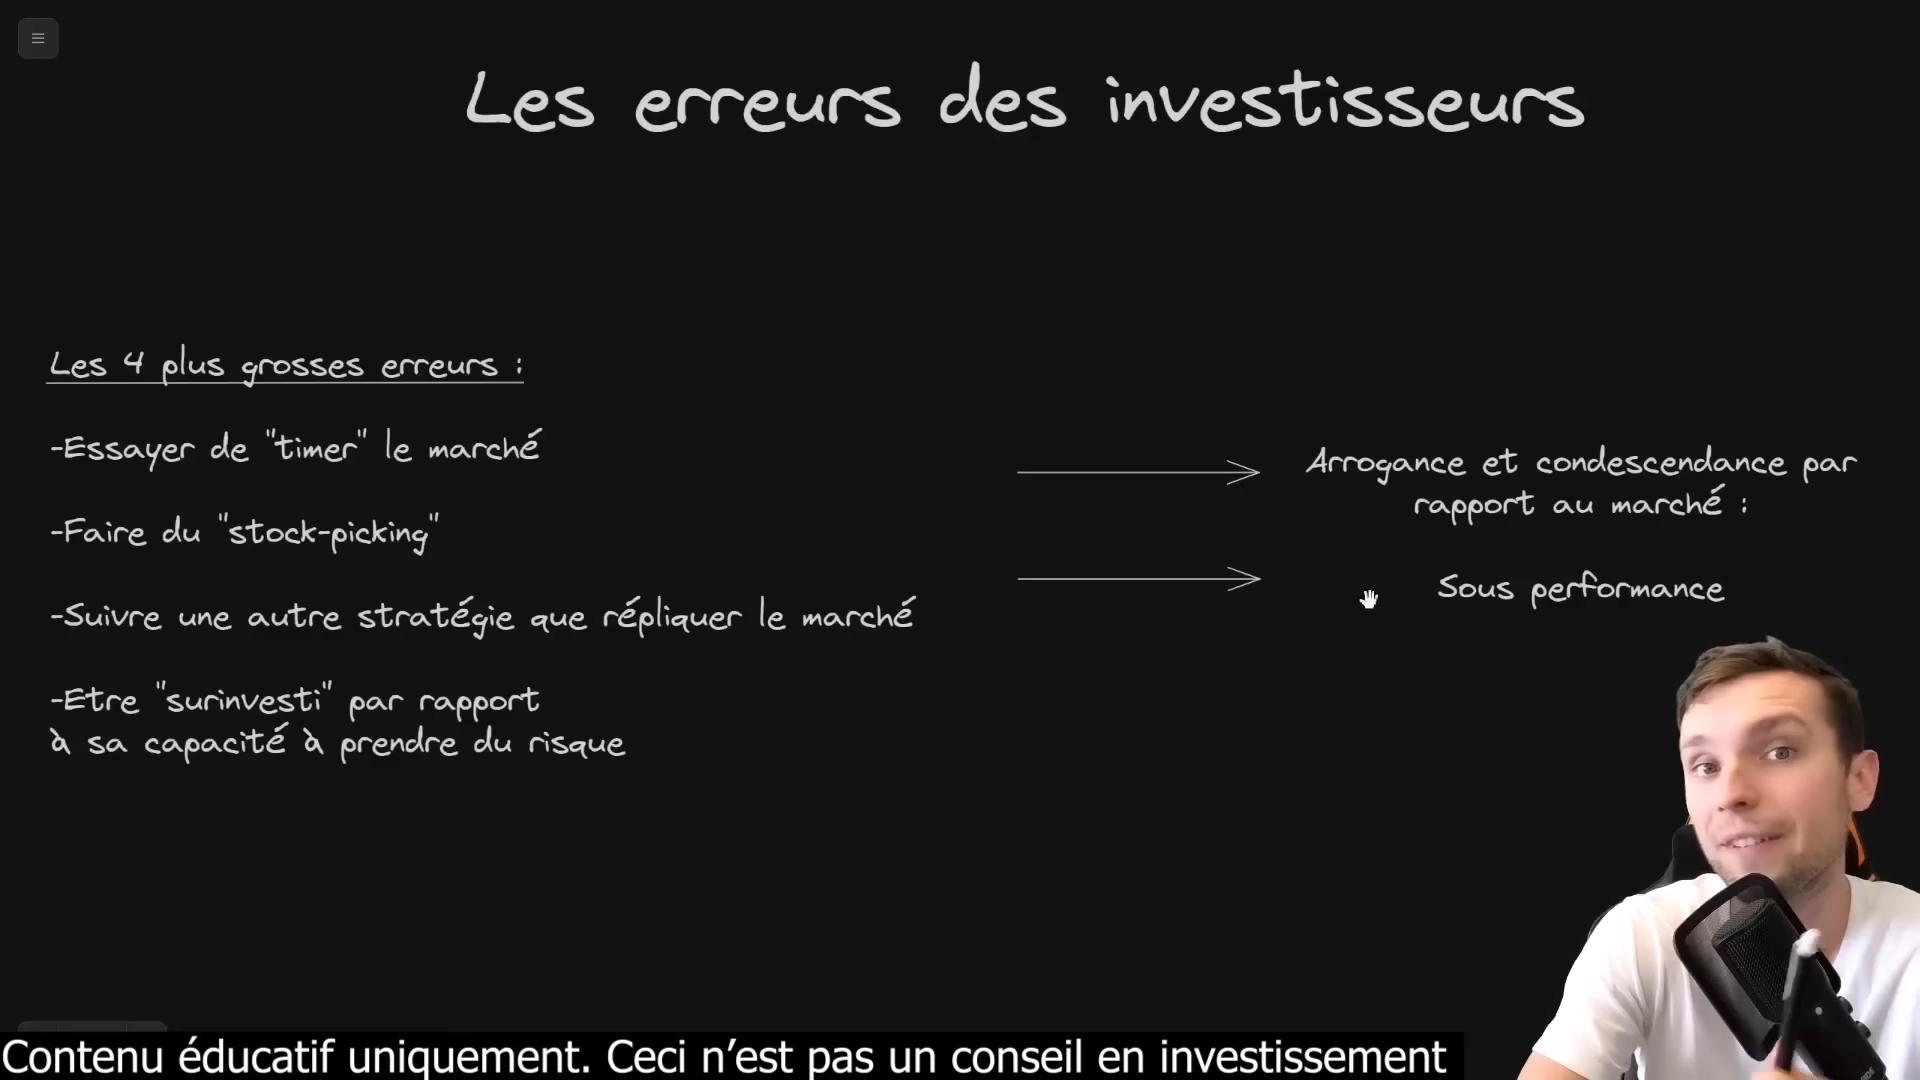 Les erreurs des investisseurs
Les 4 plus grosses erreurs :
-Essayer de "timer" le marché
-Faire du "stock-picking"
-Suivre une autre stratégie que répliquer le marché
-Etre "surinvesti" par rapport
à sa capacité à prendre du risque
Arrogance et condescendance par
rapport au marché :
Sous performance
Contenu éducatif uniquement. Ceci n’est pas un conseil en investissement